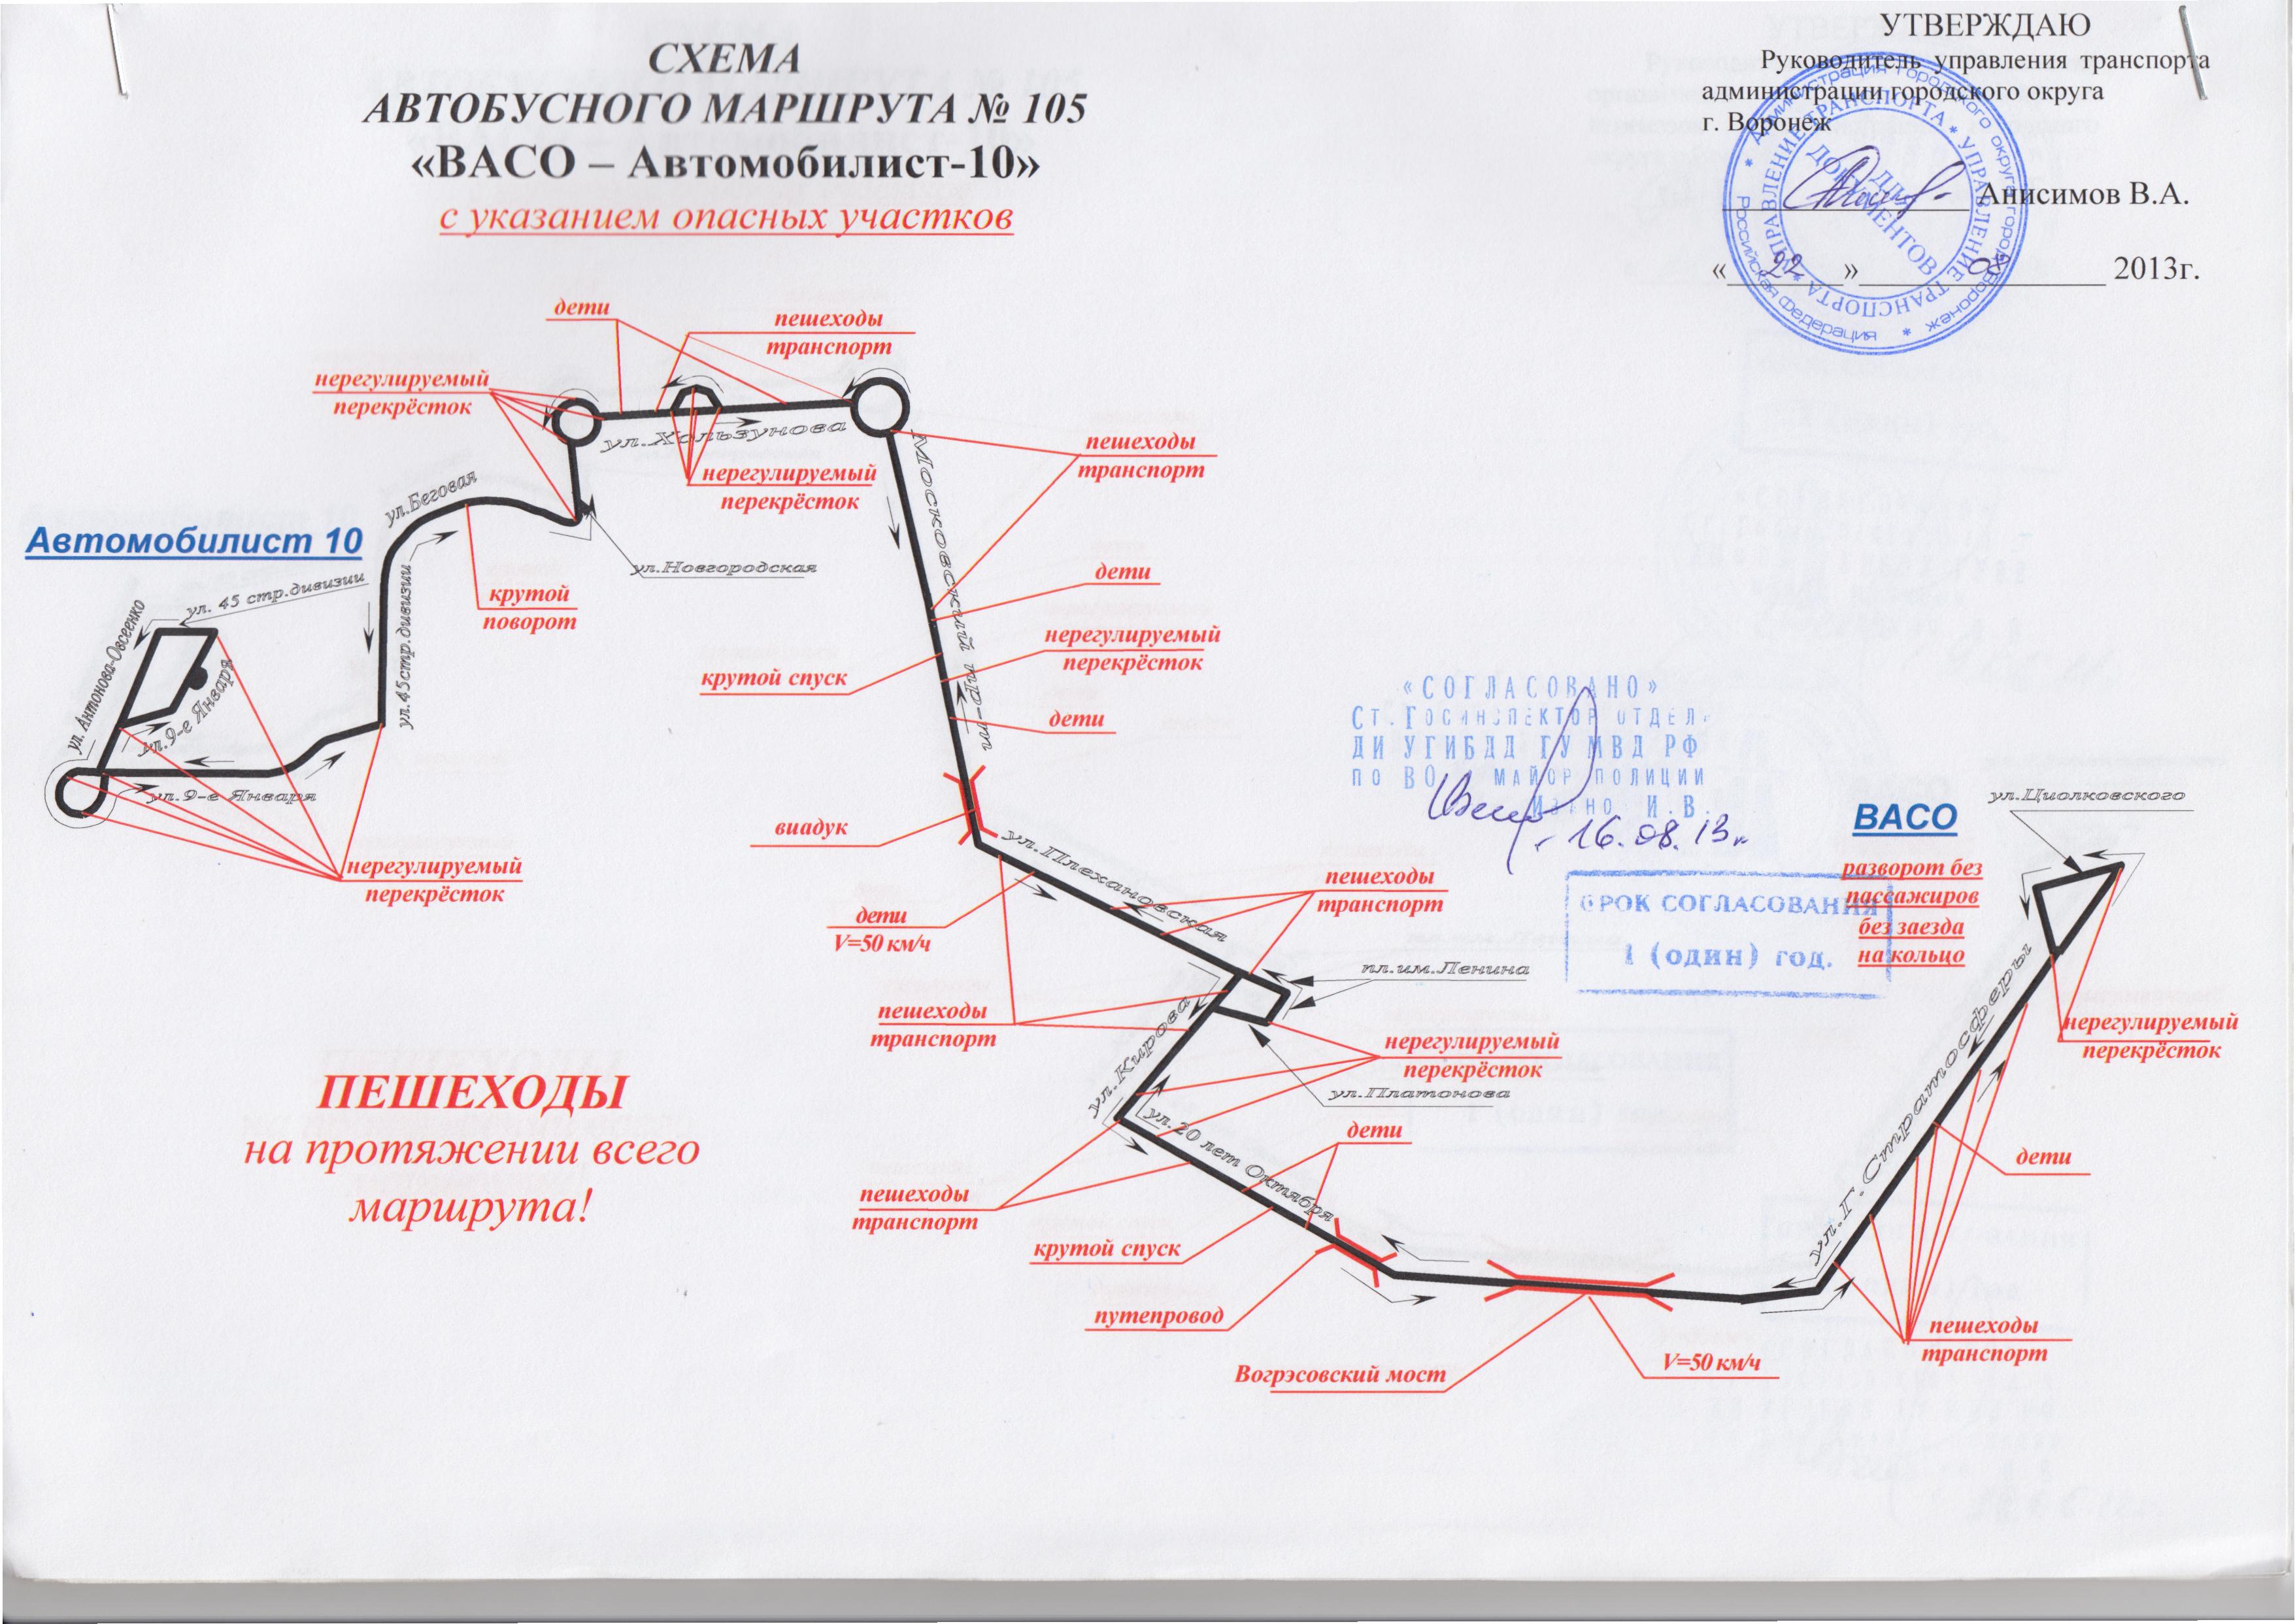 СХЕМА
АВТОБУСНОГО МАРШРУТА № 105
«ВАСО – Автомобилист-10»
с указанием опасных участков
УТВЕРЖДАЮ
Руководитель управления транспорта
администрации городского округа
г. Воронеж
Анисимов В.А.
«22» 08 2013г.
* Администрация городского округа город Воронеж * Российская Федерация
* УПРАВЛЕНИЕ ТРАНСПОРТА * УПРАВЛЕНИЕ ТРАНСПОРТА
ДЛЯ
ДОКУМЕНТОВ
дети
пешеходы
транспорт
нерегулируемый
перекрёсток
ул.Хользунова
нерегулируемый
перекрёсток
пешеходы
транспорт
Московский пр-т
ул.Беговая
Автомобилист 10
ул.Новгородская
ул. 45 стр.дивизии
крутой
поворот
дети
ул. Антонова-Овсеенко
ул.45стр.дивизии
нерегулируемый
перекрёсток
крутой спуск
ул.9-е Января
дети
ул.9-е Января
виадук
нерегулируемый
перекрёсток
ул.Плехановская
«СОГЛАСОВАНО»
СТ.ГОСИНСПЕКТОР ОТДЕЛ
ДИ УГИБДД ГУ МВД РФ
ПО ВО МАЙОР ПОЛИЦИИ
И.В.
16.08.13г.
СРОК СОГЛАСОВАНИЯ
1 (один) год.
ВАСО
ул.Циолковского
разворот без
пассажиров
без заезда
на кольцо
пешеходы
транспорт
дети
V=50 км/ч
пл.им.Ленина
пешеходы
транспорт
ул.Кирова
нерегулируемый
перекрёсток
ул.Платонова
нерегулируемый
перекрёсток
ул.Г.Стратосферы
ПЕШЕХОДЫ
на протяжении всего
маршрута!
ул.20 лет Октября
дети
дети
пешеходы
транспорт
крутой спуск
путепровод
Вогрэсовский мост
V=50 км/ч
пешеходы
транспорт